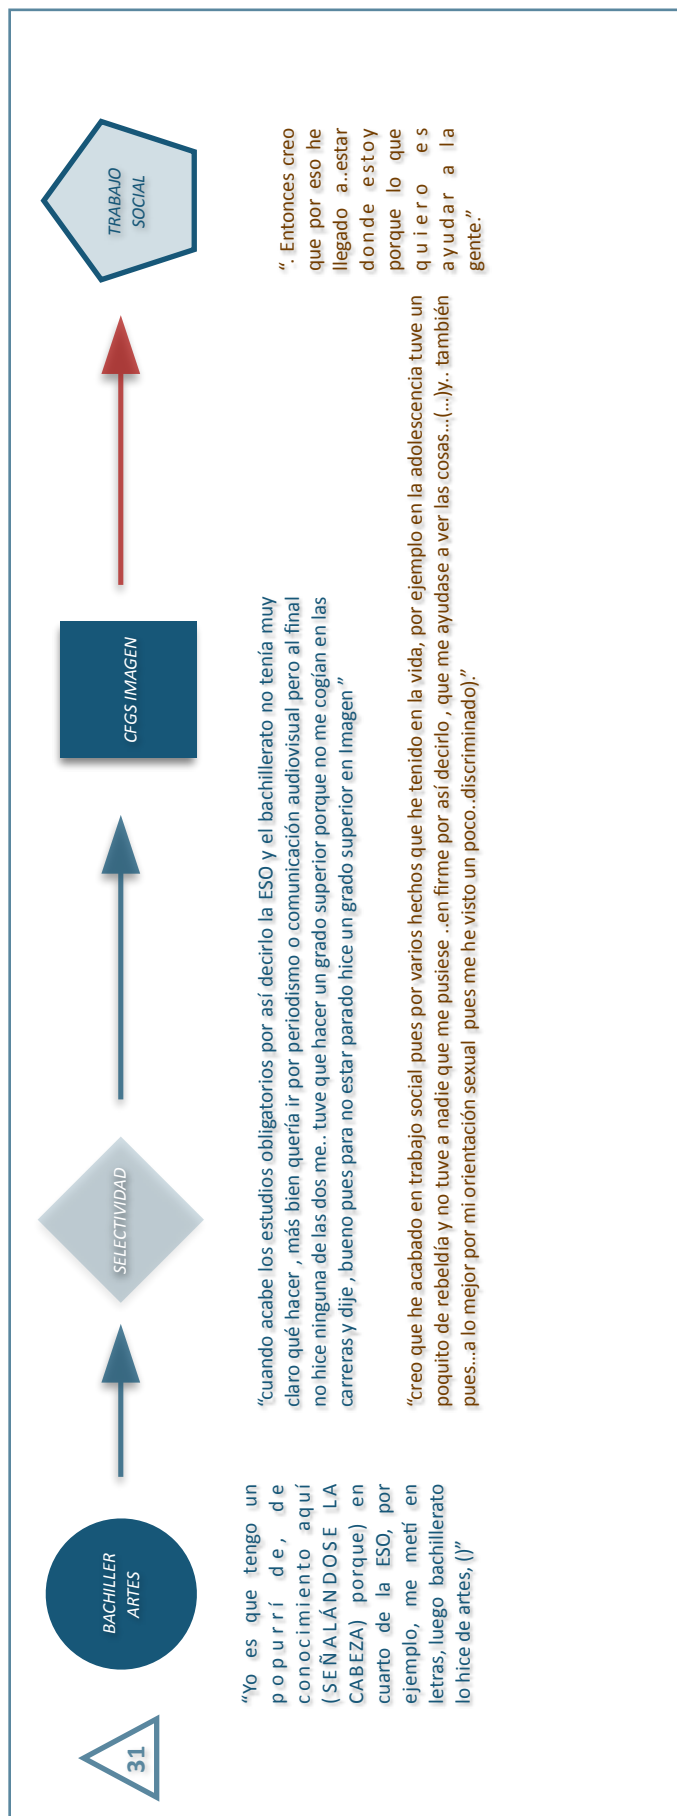 31
BACHILLER
ARTES
SELECTIVIDAD
CFGS IMAGEN
TRABAJO
SOCIAL
“Yo es que tengo un
popurrí de, de
conocimiento aquí
(SEÑALÁNDOSE LA
CABEZA) porque) en
cuarto de la ESO, por
ejemplo, me metí en
letras, luego bachillerato
lo hice de artes, ()”
“cuando acabe los estudios obligatorios por así decirlo la ESO y el bachillerato no tenía muy
claro qué hacer , más bien quería ir por periodismo o comunicación audiovisual pero al final
no hice ninguna de las dos me.. tuve que hacer un grado superior porque no me cogían en las
carreras y dije , bueno pues para no estar parado hice un grado superior en Imagen ”
“creo que he acabado en trabajo social pues por varios hechos que he tenido en la vida, por ejemplo en la adolescencia tuve un
poquito de rebeldía y no tuve a nadie que me pusiese ..en firme por así decirlo , que me ayudase a ver las cosas...(...)y.. también
pues...a lo mejor por mi orientación sexual pues me he visto un poco..discriminado).”
“. Entonces creo
que por eso he
llegado a..estar
donde estoy
porque lo que
quiero es
ayudar a la
gente.”